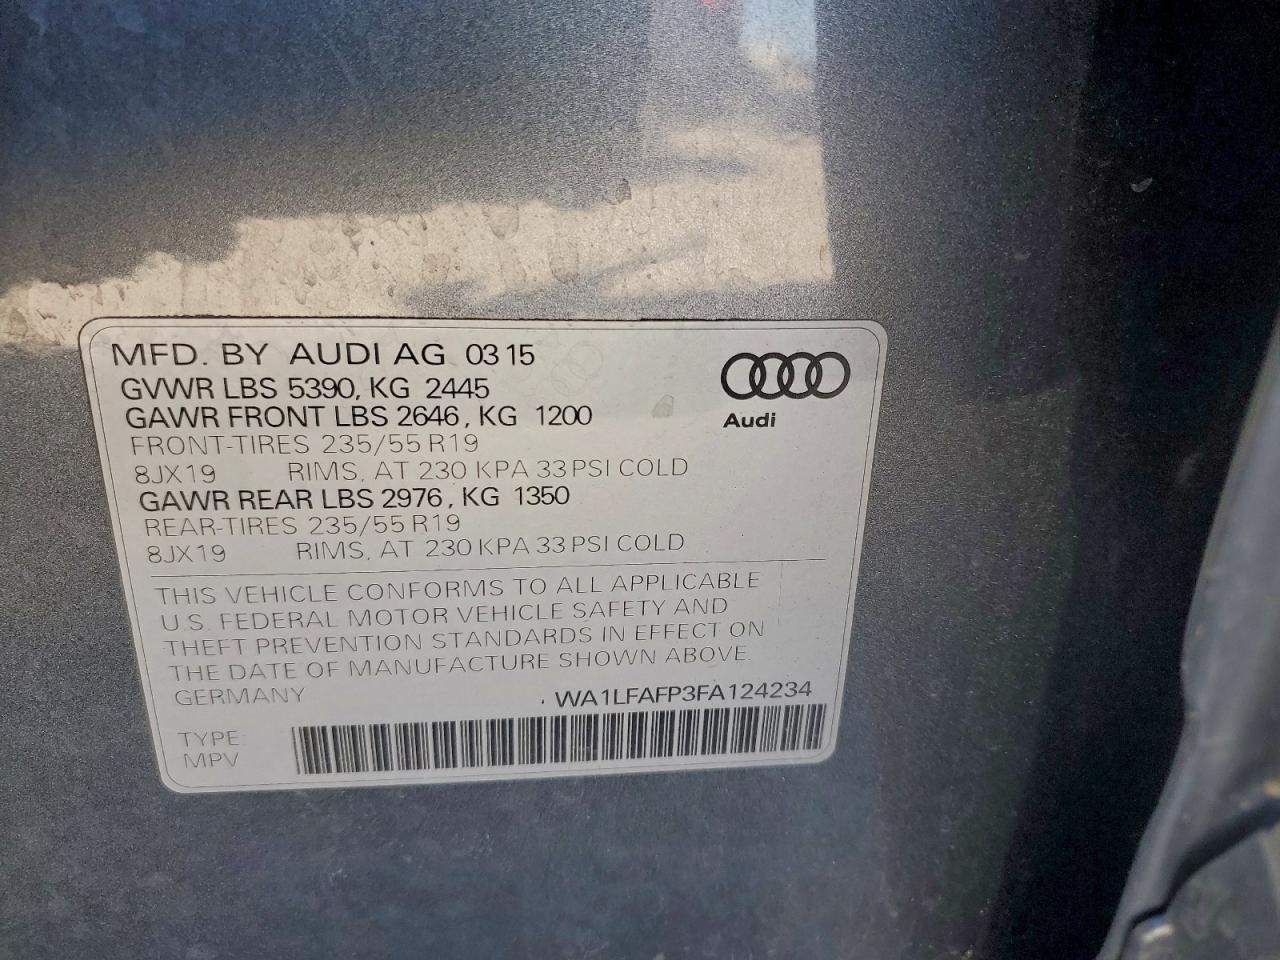 MFD. BY AUDI AG 03 15
GVWR LBS 5390, KG 2445
GAWR FRONT LBS 2646, KG 1200
FRONT-TIRES 235/55 R19
8JX19 RIMS, AT 230 KPA 33 PSI COLD
GAWR REAR LBS 2976, KG 1350
REAR-TIRES 235/55 R19
8JX19 RIMS, AT 230 KPA 33 PSI COLD
Audi
THIS VEHICLE CONFORMS TO ALL APPLICABLE
U.S. FEDERAL MOTOR VEHICLE SAFETY AND
THEFT PREVENTION STANDARDS IN EFFECT ON
THE DATE OF MANUFACTURE SHOWN ABOVE.
GERMANY WA1LFAFP3FA124234
TYPE:
MPV